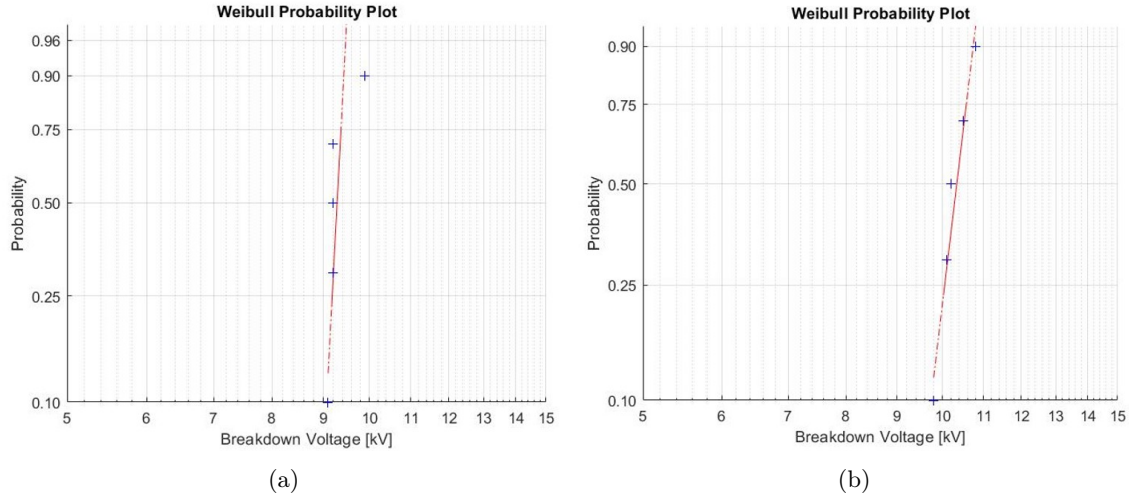 Weibull Probability Plot
0.96
0.90
0.75
0.50
0.25
0.10
Probability
5 6 7 8 9 10 11 12 13 14 15
Breakdown Voltage [kV]
(a)
Weibull Probability Plot
0.90
0.75
0.50
0.25
0.10
Probability
5 6 7 8 9 10 11 12 13 14 15
Breakdown Voltage [kV]
(b)